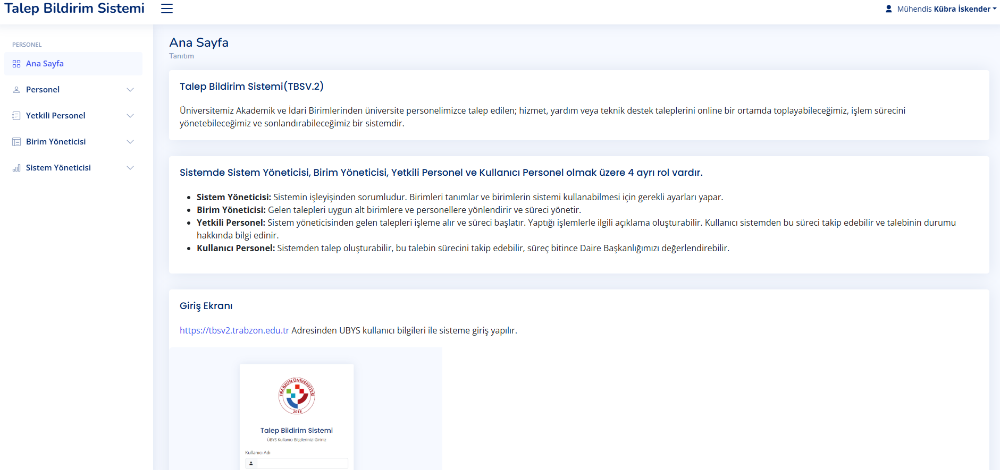 Talep Bildirim Sistemi
Mühendis Kübra İskender
PERSONEL
Ana Sayfa
Personel
Yetkili Personel
Birim Yöneticisi
Sistem Yöneticisi
Ana Sayfa
Tanıtım
Talep Bildirim Sistemi(TBSV.2)
Üniversitemiz Akademik ve İdari Birimlerinden üniversite personelimizce talep edilen; hizmet, yardım veya teknik destek taleplerini online bir ortamda toplayabileceğimiz, işlem sürecini
yönetebileceğimiz ve sonlandırabileceğimiz bir sistemdir.
Sistemde Sistem Yöneticisi, Birim Yöneticisi, Yetkili Personel ve Kullanıcı Personel olmak üzere 4 ayrı rol vardır.
Sistem Yöneticisi: Sistemin işleyişinden sorumludur. Birimleri tanımlar ve birimlerin sistemi kullanabilmesi için gerekli ayarları yapar.
Birim Yöneticisi: Gelen talepleri uygun alt birimlere ve personellere yönlendirir ve süreci yönetir.
Yetkili Personel: Sistem yöneticisinden gelen talepleri işleme alır ve süreci başlatır. Yaptığı işlemlerle ilgili açıklama oluşturabilir. Kullanıcı sistemden bu süreci takip edebilir ve talebinin durumu
hakkında bilgi edinir.
Kullanıcı Personel: Sistemden talep oluşturabilir, bu talebin sürecini takip edebilir, süreç bitince Daire Başkanlığımızı değerlendirebilir.
Giriş Ekranı
https://tbsv2.trabzon.edu.tr Adresinden UBYS kullanıcı bilgileri ile sisteme giriş yapılır.
TRABZON ÜNİVERSİTESİ
2018
Talep Bildirim Sistemi
ÜBYS Kullanıcı Bilgilerinizi Giriniz
Kullanıcı Adı